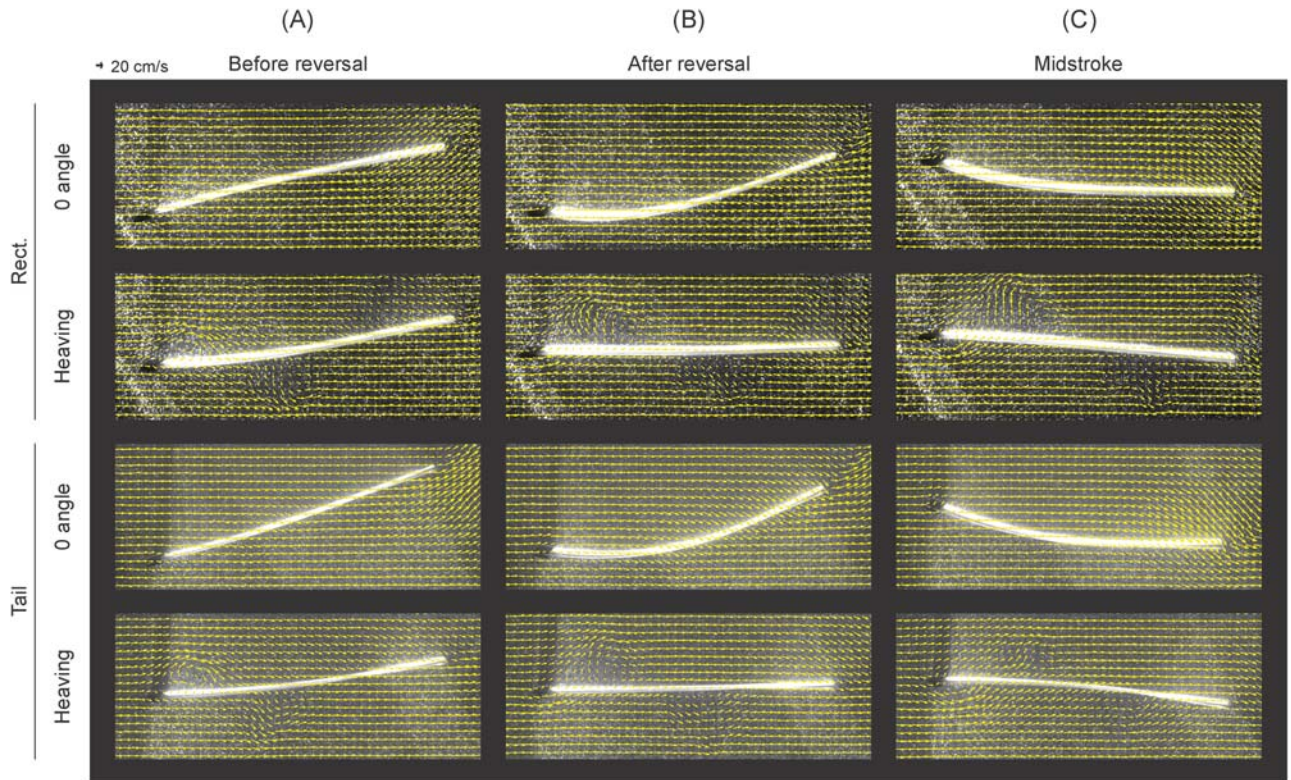 (A) (B) (C)
20 cm/s Before reversal After reversal Midstroke
Rect.
0 angle
Heaving
Tail
0 angle
Heaving